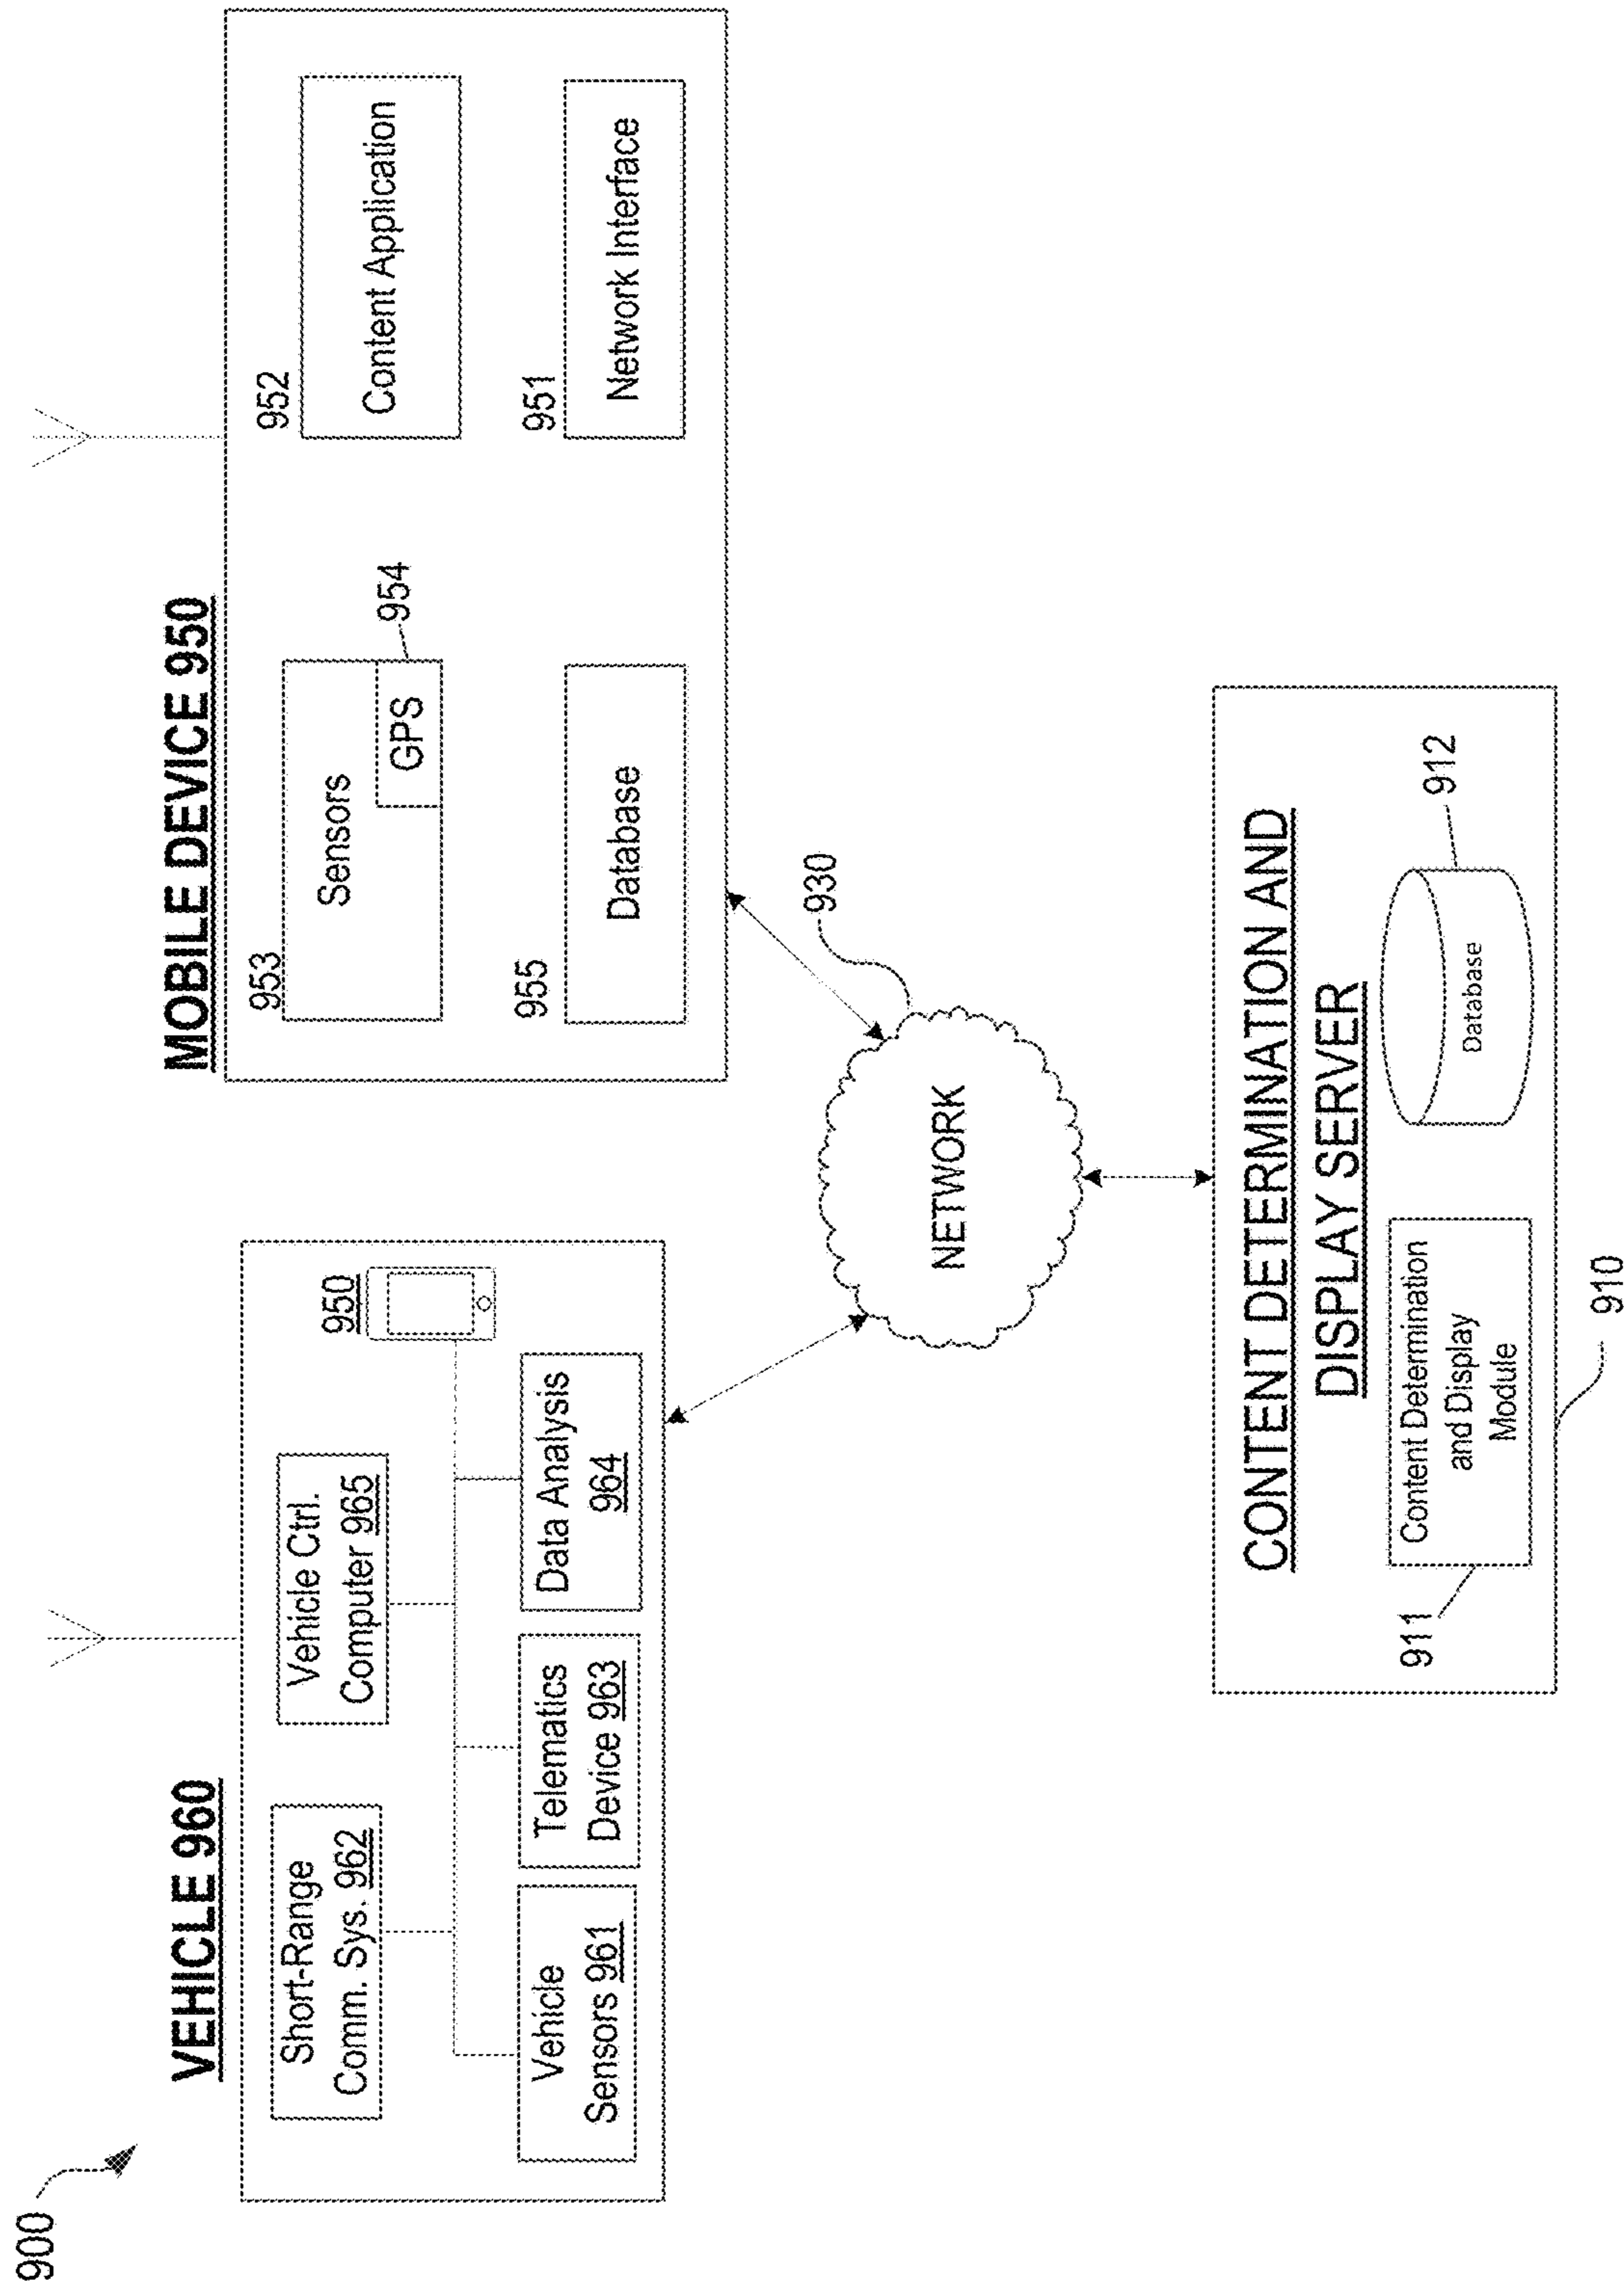 900
VEHICLE 960
Short-Range
Comm. Sys. 962
Vehicle Ctrl.
Computer 965
950
Vehicle
Sensors 961
Telematics
Device 963
Data Analysis
964
MOBILE DEVICE 950
953
Sensors
GPS
954
952
Content Application
955
Database
951
Network Interface
930
NETWORK
CONTENT DETERMINATION AND
DISPLAY SERVER
911
Content Determination
and Display
Module
Database
912
910